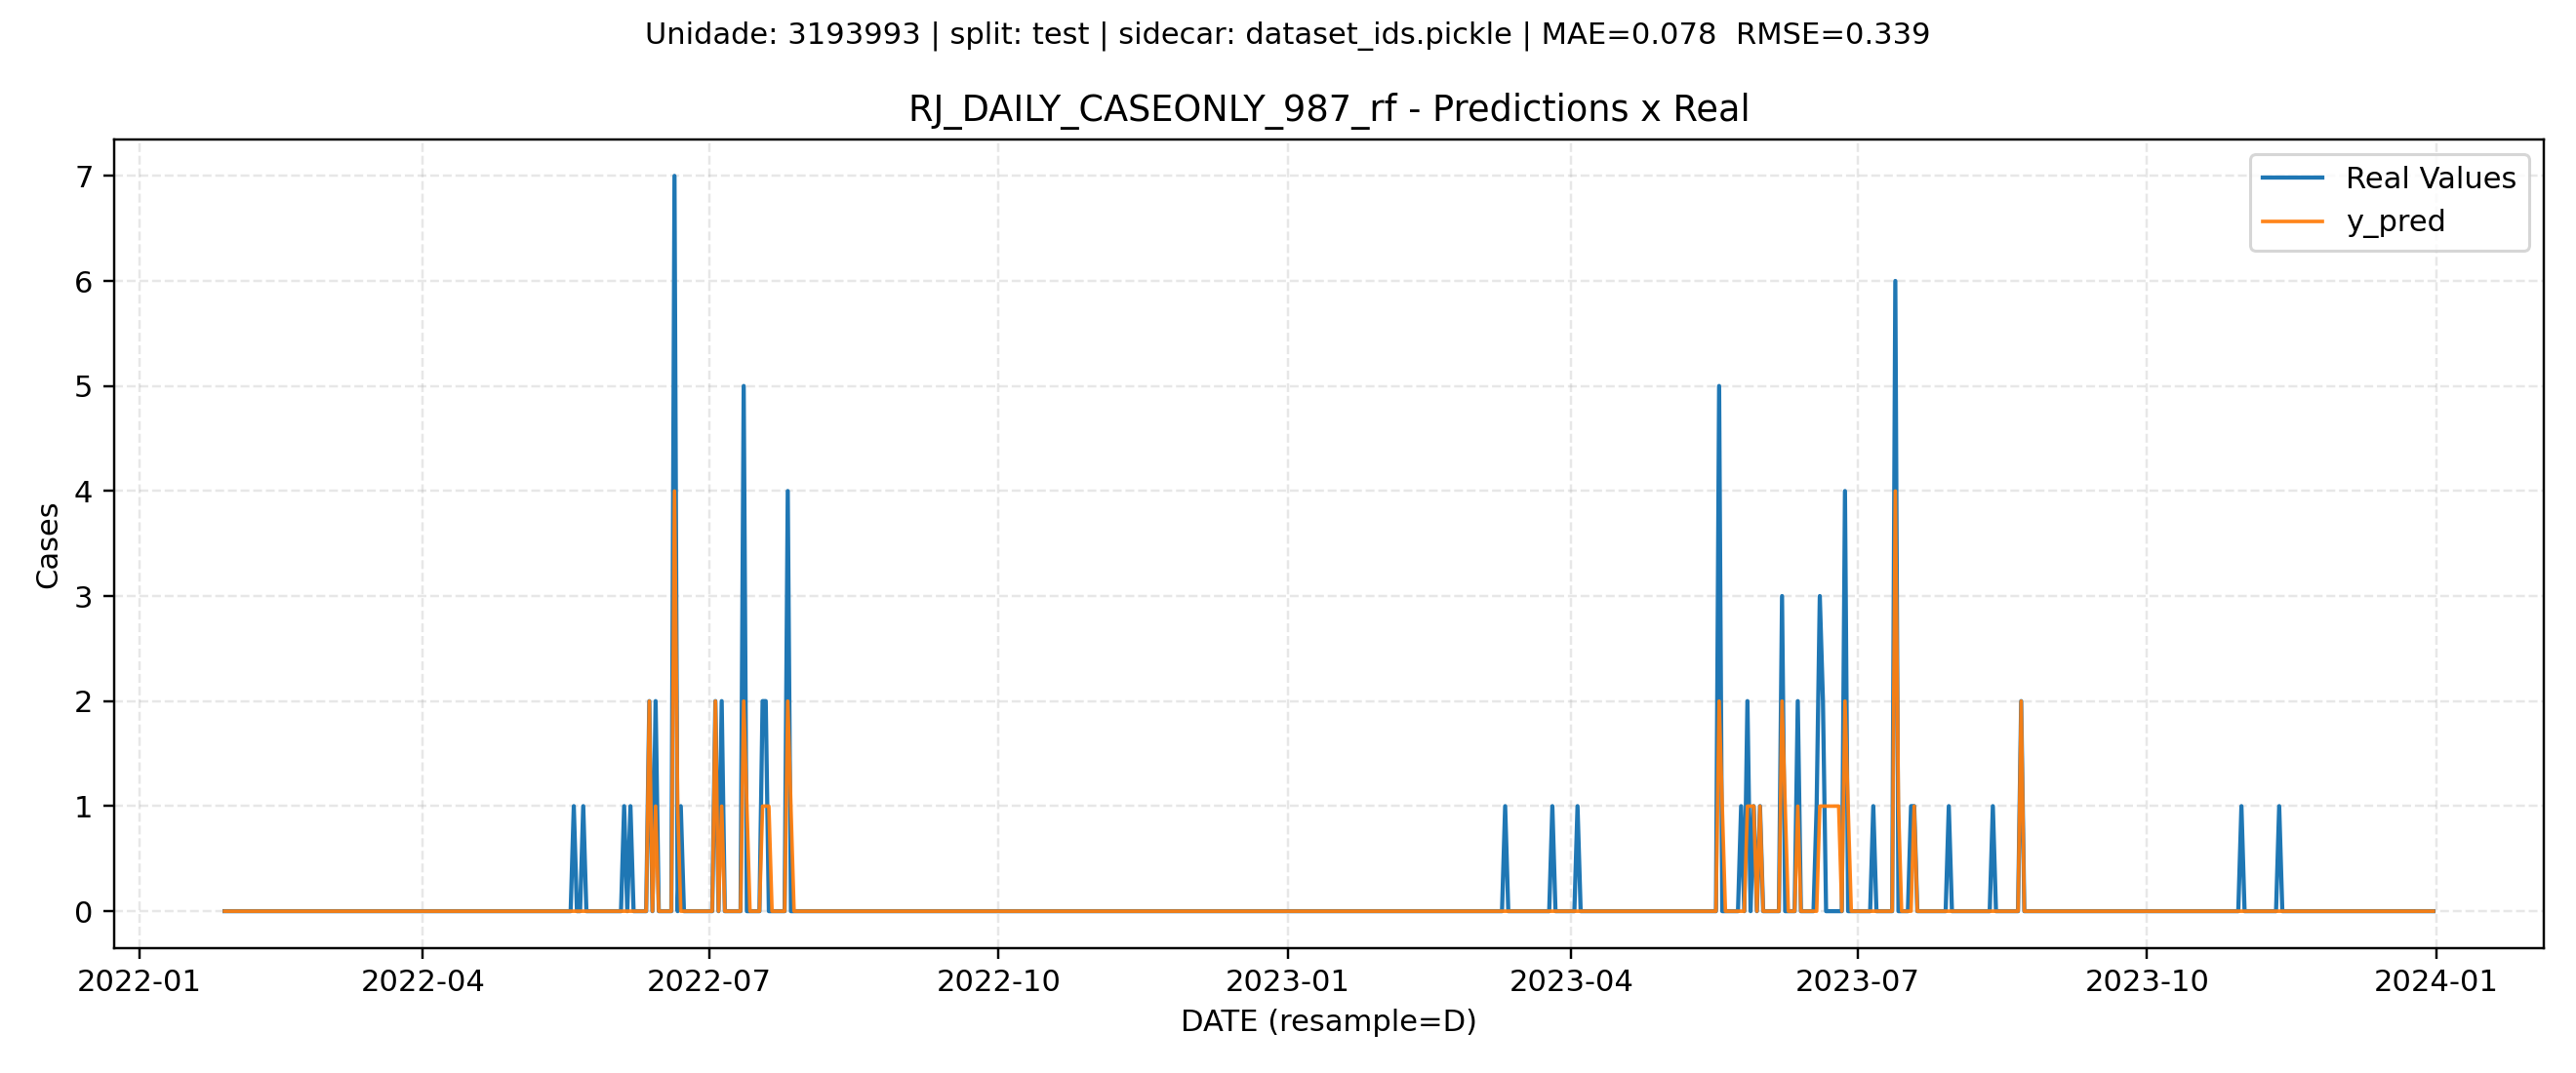 Unidade: 3193993 | split: test | sidecar: dataset_ids.pickle | MAE=0.078  RMSE=0.339
RJ_DAILY_CASEONLY_987_rf - Predictions x Real
Real Values
y_pred
7
6
5
4
3
2
1
0
Cases
2022-01
2022-04
2022-07
2022-10
2023-01
2023-04
2023-07
2023-10
2024-01
DATE (resample=D)